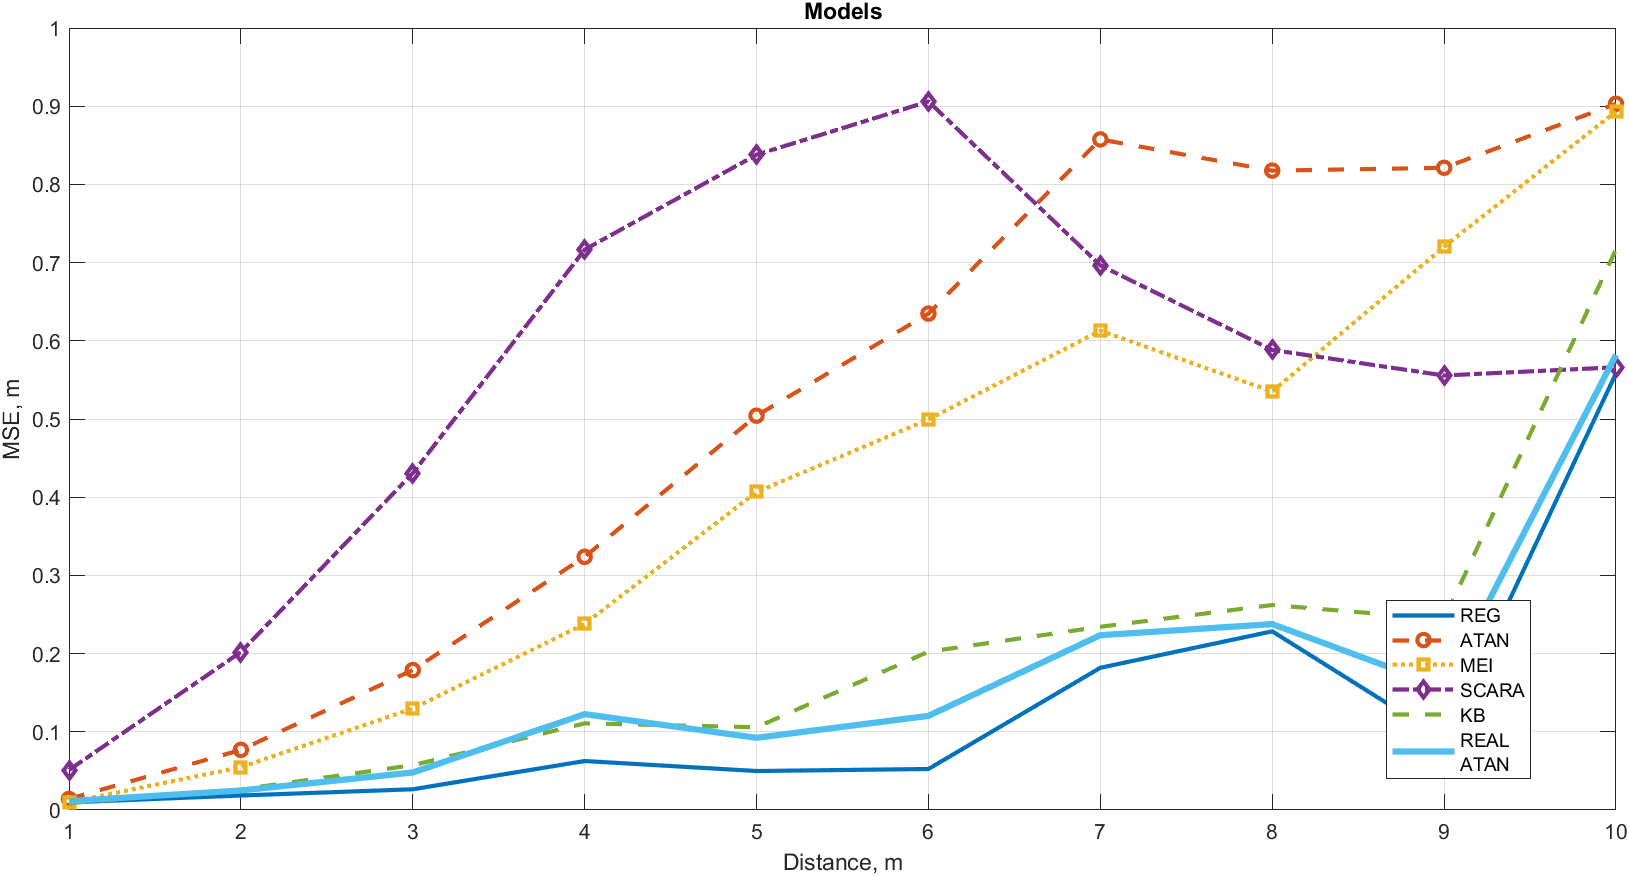 Models
1
0.9
0.8
0.7
0.6
0.5
0.4
0.3
0.2
0.1
0
MSE, m
1 2 3 4 5 6 7 8 9 10
Distance, m
REG
ATAN
MEI
SCARA
KB
REAL
ATAN